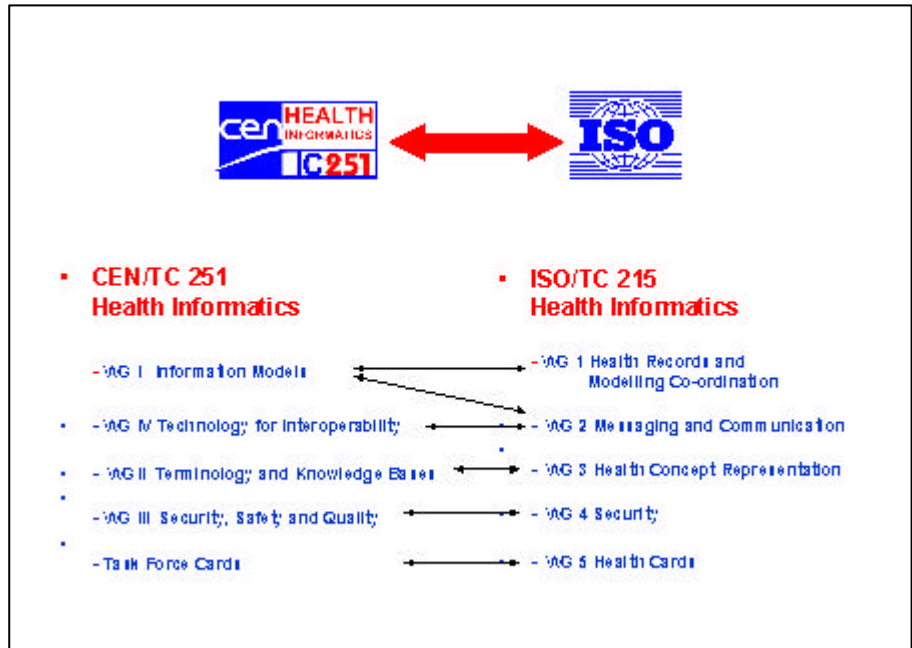 cen HEALTH
INFORMATICS
C251
ISO
▪ CEN/TC 251
Health Informatics
– WG I Information Models
• – WG IV Technology for Interoperability
• – WG II Terminology and Knowledge Bases
•
– WG III Security, Safety and Quality
•
– Task Force Cards
▪ ISO/TC 215
Health Informatics
– WG 1 Health Records and
Modelling Co-ordination
• – WG 2 Messaging and Communication
•
• – WG 3 Health Concept Representation
• – WG 4 Security
• – WG 5 Health Cards